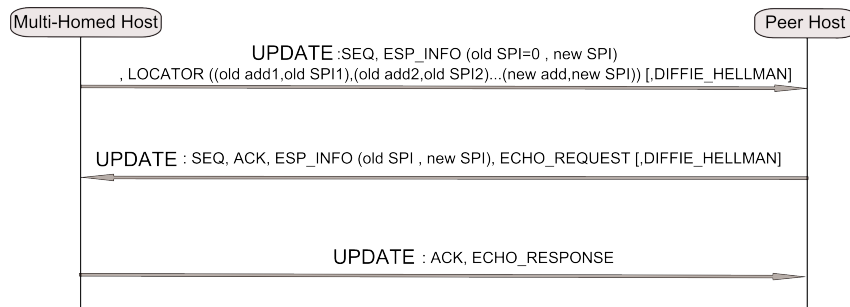 Multi-Homed Host
Peer Host
UPDATE :SEQ, ESP_INFO (old SPI=0 , new SPI)
, LOCATOR ((old add1,old SPI1),(old add2,old SPI2)...(new add,new SPI)) [,DIFFIE_HELLMAN]
UPDATE : SEQ, ACK, ESP_INFO (old SPI , new SPI), ECHO_REQUEST [,DIFFIE_HELLMAN]
UPDATE : ACK, ECHO_RESPONSE